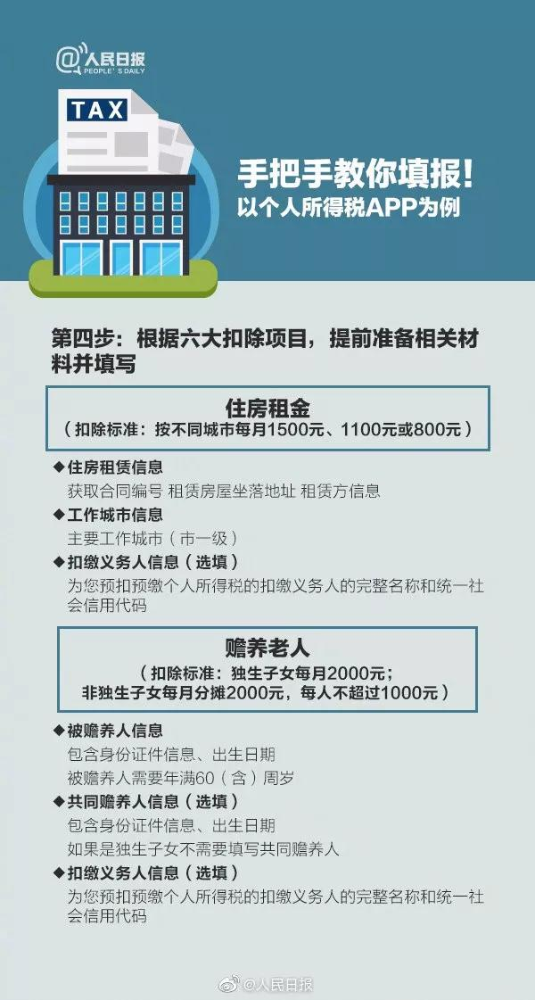 @人民日报
PEOPLE'S DAILY
TAX
手把手教你填报！
以个人所得税APP为例
第四步：根据六大扣除项目，提前准备相关材
料并填写
住房租金
（扣除标准：按不同城市每月1500元、1100元或800元）
◆住房租赁信息
获取合同编号 租赁房屋坐落地址 租赁方信息
◆工作城市信息
主要工作城市（市一级）
◆扣缴义务人信息（选填）
为您预扣预缴个人所得税的扣缴义务人的完整名称和统一社
会信用代码
赡养老人
（扣除标准：独生子女每月2000元；
非独生子女每月分摊2000元，每人不超过1000元）
◆被赡养人信息
包含身份证件信息、出生日期
被赡养人需要年满60（含）周岁
◆共同赡养人信息（选填）
包含身份证件信息、出生日期
如果是独生子女不需要填写共同赡养人
◆扣缴义务人信息（选填）
为您预扣预缴个人所得税的扣缴义务人的完整名称和统一社
会信用代码
@人民日报